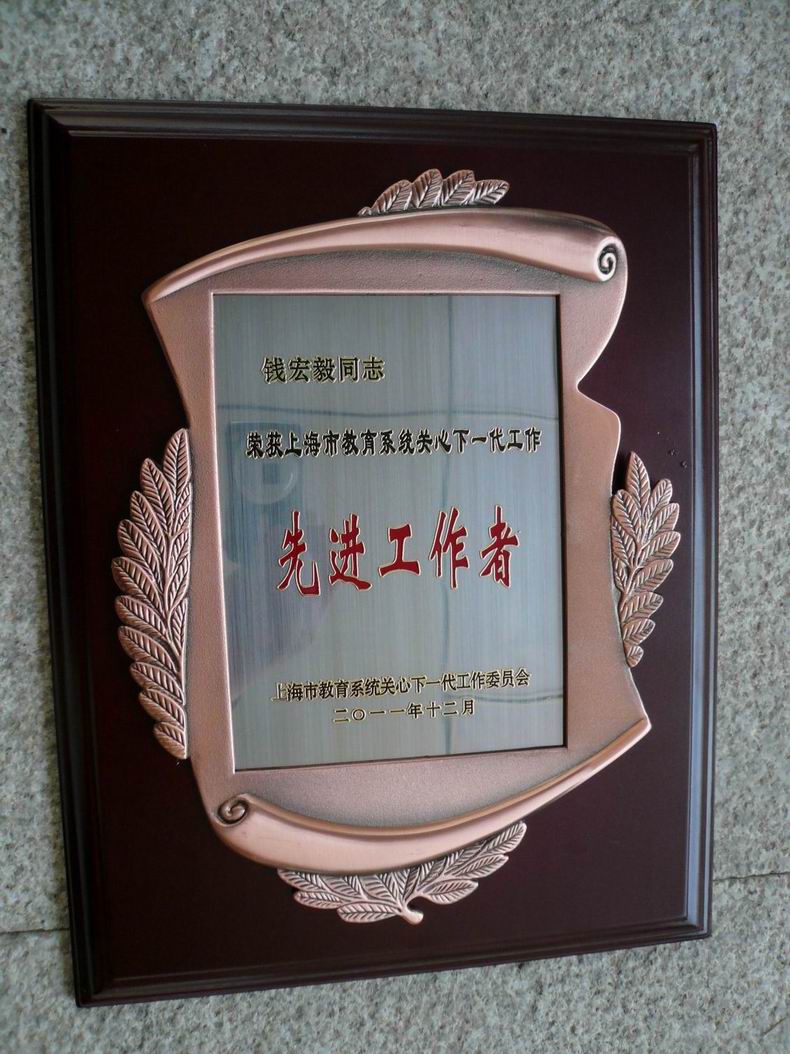 钱宏毅同志
荣获上海市教育系统关心下一代工作
先进工作者
上海市教育系统关心下一代工作委员会
二〇一一年十二月